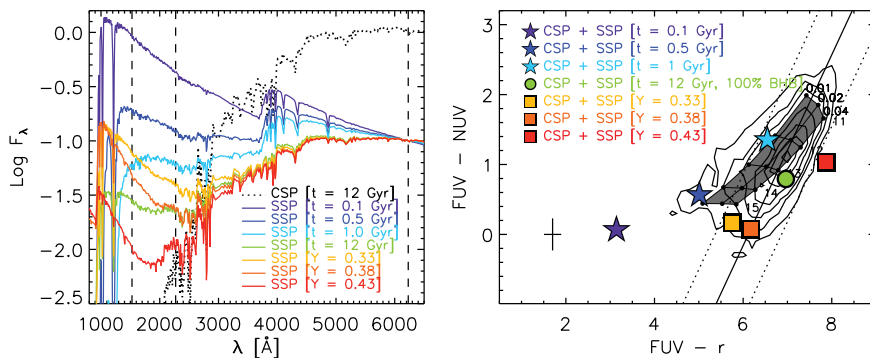 0.0
−0.5
−1.0
−1.5
−2.0
−2.5
Log Fλ
CSP [t = 12 Gyr]
SSP [t = 0.1 Gyr]
SSP [t = 0.5 Gyr]
SSP [t = 1.0 Gyr]
SSP [t = 12 Gyr]
SSP [Y = 0.33]
SSP [Y = 0.38]
SSP [Y = 0.43]
1000 2000 3000 4000 5000 6000
λ [Å]
CSP + SSP [t = 0.1 Gyr]
CSP + SSP [t = 0.5 Gyr]
CSP + SSP [t = 1 Gyr]
CSP + SSP [t = 12 Gyr, 100% BHB]
CSP + SSP [Y = 0.33]
CSP + SSP [Y = 0.38]
CSP + SSP [Y = 0.43]
3
2
1
0
FUV − NUV
0.01
0.02
0.04
11
12
14
15
2 4 6 8
FUV − r